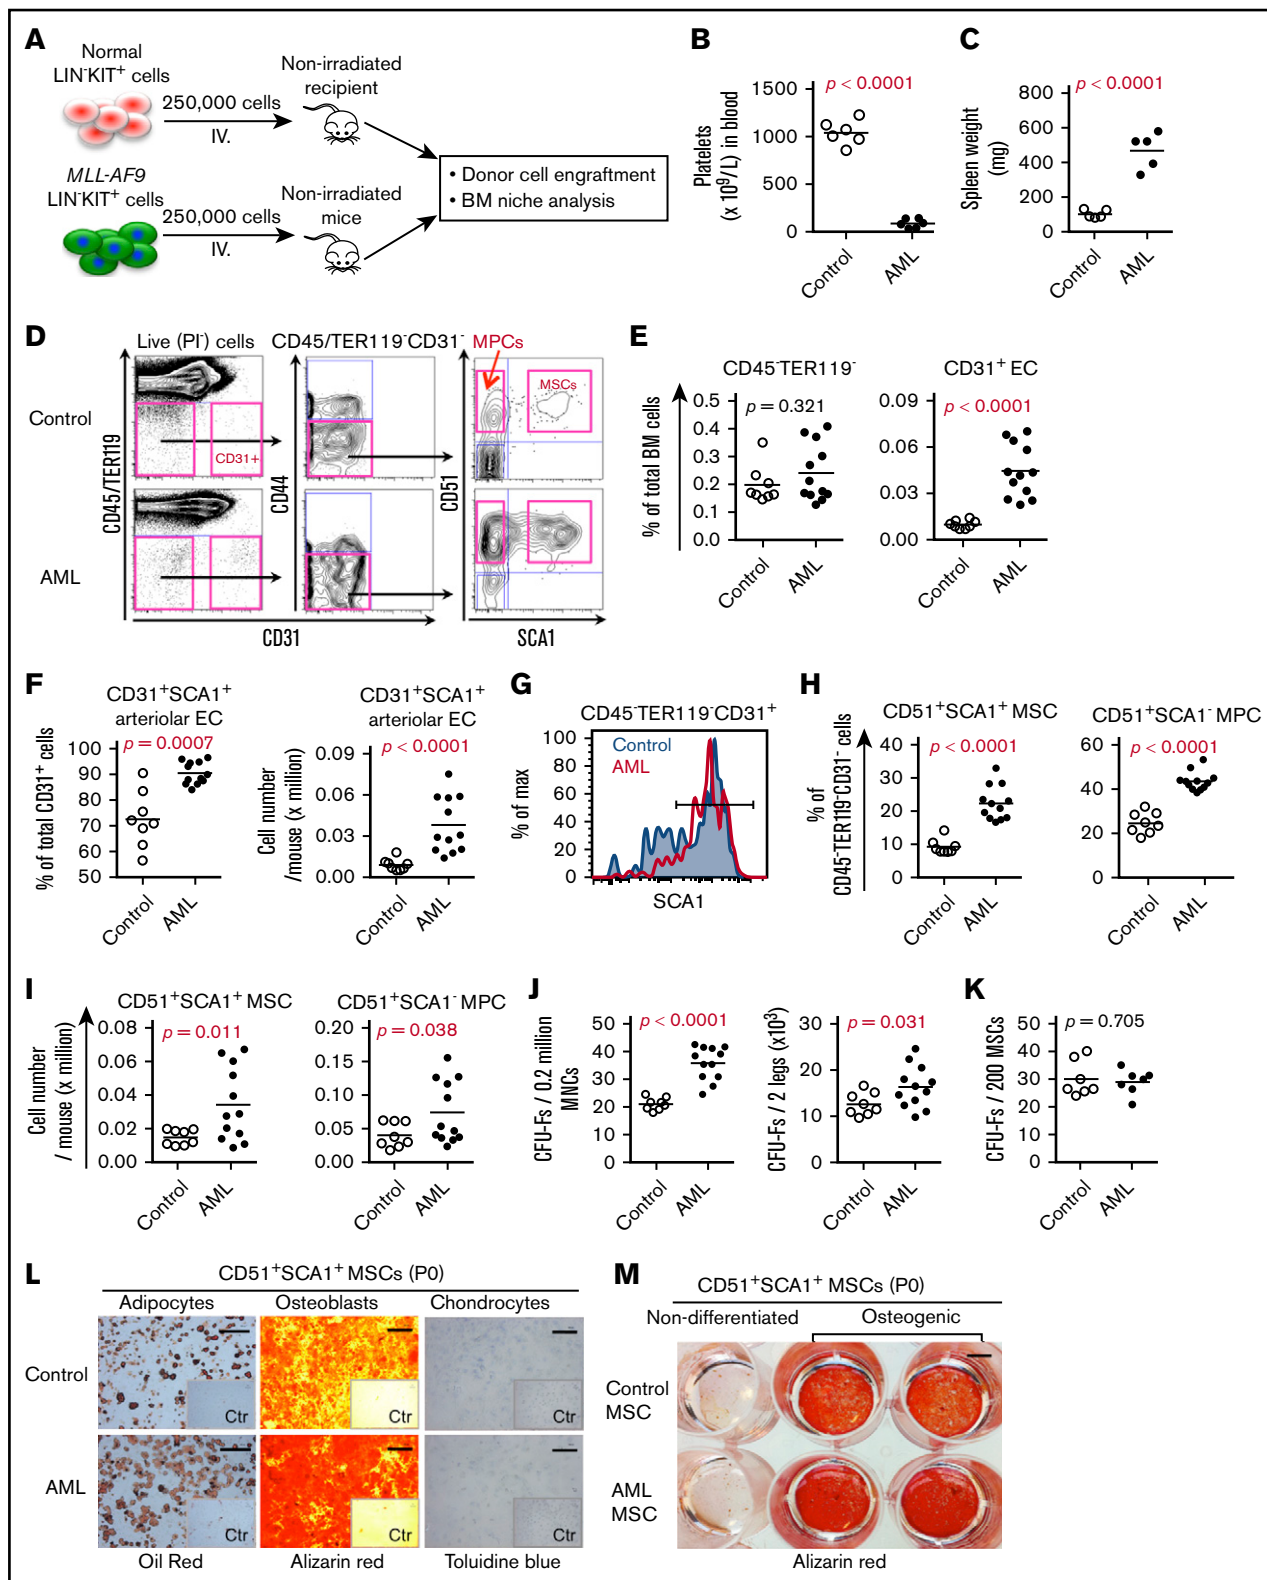 A
Normal
LIN⁻KIT⁺ cells
250,000 cells
IV.
Non-irradiated
recipient
MLL-AF9
LIN⁻KIT⁺ cells
250,000 cells
IV.
Non-irradiated
mice
• Donor cell engraftment
• BM niche analysis
B
Platelets
(x 10⁹/L) in blood
1500
1000
500
0
p < 0.0001
Control
AML
C
Spleen weight
(mg)
800
600
400
200
0
p < 0.0001
Control
AML
D
Live (PI⁻) cells
CD45/TER119⁻CD31⁻
MPCs
MSCs
Control
CD31+
AML
CD45/TER119
CD44
CD51
CD31
SCA1
E
% of total BM cells
CD45⁻TER119⁻
p = 0.321
0.5
0.4
0.3
0.2
0.1
0.0
Control
AML
CD31⁺ EC
p < 0.0001
0.09
0.06
0.03
0.00
Control
AML
F
CD31⁺SCA1⁺
arteriolar EC
p = 0.0007
% of total CD31⁺ cells
100
90
80
70
60
50
Control
AML
CD31⁺SCA1⁺
arteriolar EC
p < 0.0001
Cell number
/mouse (x million)
0.09
0.06
0.03
0.00
Control
AML
G
CD45⁻TER119⁻CD31⁺
Control
AML
% of max
100
80
60
40
20
0
SCA1
H
% of
CD45⁻TER119⁻CD31⁻ cells
CD51⁺SCA1⁺ MSC
p < 0.0001
40
30
20
10
0
Control
AML
CD51⁺SCA1⁻ MPC
p < 0.0001
60
40
20
0
Control
AML
I
Cell number
/ mouse (x million)
CD51⁺SCA1⁺ MSC
p = 0.011
0.08
0.06
0.04
0.02
0.00
Control
AML
CD51⁺SCA1⁻ MPC
p = 0.038
0.20
0.15
0.10
0.05
0.00
Control
AML
J
CFU-Fs / 0.2 million
MNCs
p < 0.0001
50
40
30
20
10
0
Control
AML
CFU-Fs / 2 legs (x10³)
p = 0.031
30
20
10
0
Control
AML
K
CFU-Fs / 200 MSCs
p = 0.705
50
40
30
20
10
0
Control
AML
L
CD51⁺SCA1⁺ MSCs (P0)
Adipocytes
Osteoblasts
Chondrocytes
Control
Ctr
Ctr
Ctr
AML
Ctr
Ctr
Ctr
Oil Red
Alizarin red
Toluidine blue
M
CD51⁺SCA1⁺ MSCs (P0)
Non-differentiated
Osteogenic
Control
MSC
AML
MSC
Alizarin red